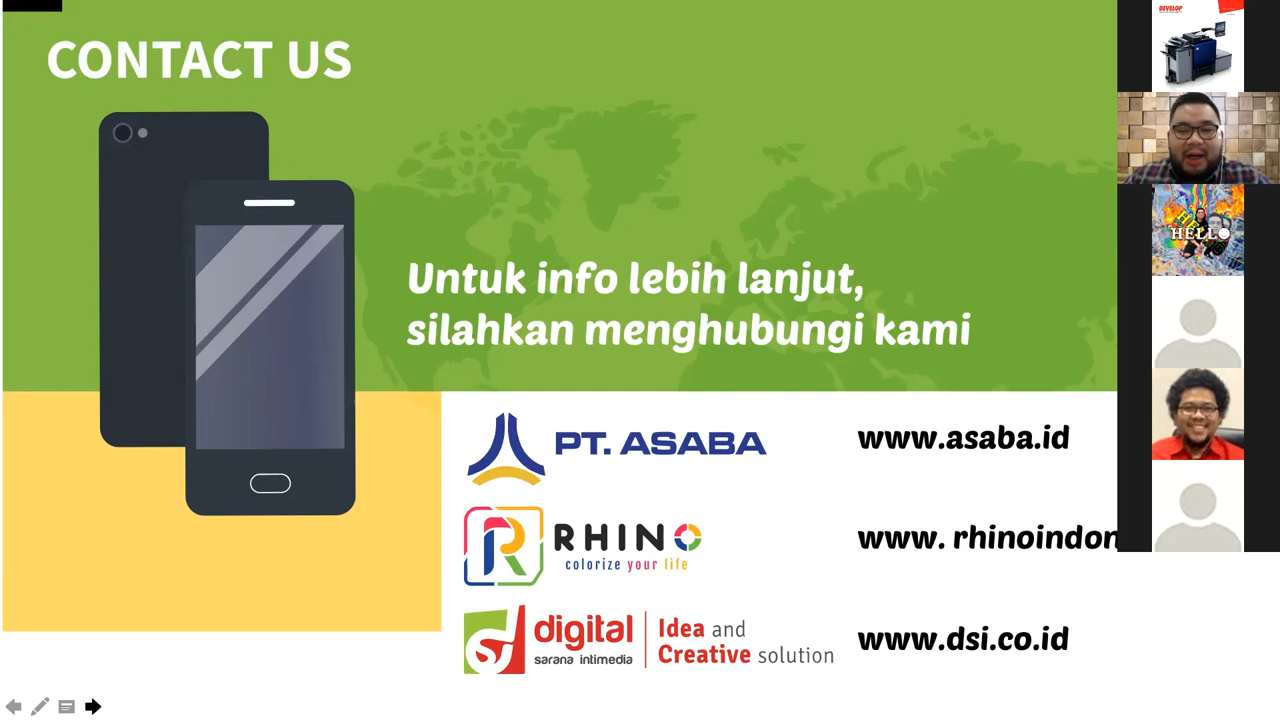 CONTACT US
Untuk info lebih lanjut,
silahkan menghubungi kami
PT. ASABA
www.asaba.id
RHINO
colorize your life
www. rhinoindon
digital
sarana intimedia
Idea and
Creative solution
www.dsi.co.id
DEVELOP
HELLO